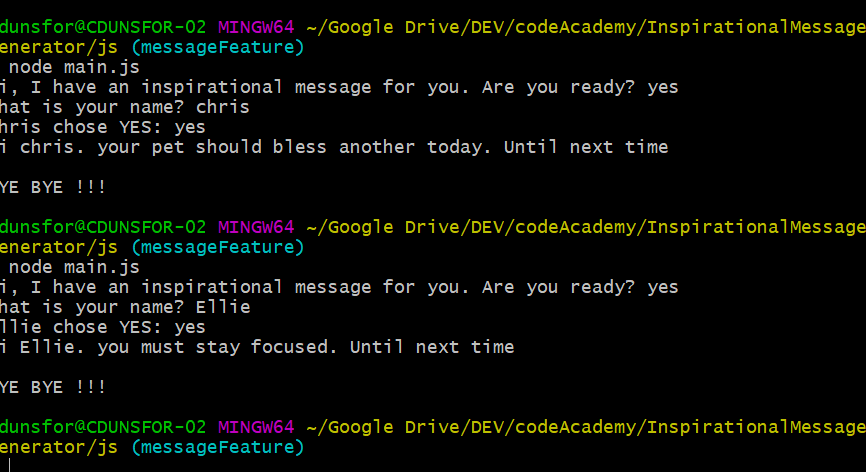 dunsfor@CDUNSFOR-02 MINGW64 ~/Google Drive/DEV/codeAcademy/InspirationalMessage
enerator/js (messageFeature)
node main.js
i, I have an inspirational message for you. Are you ready? yes
hat is your name? chris
hris chose YES: yes
i chris. your pet should bless another today. Until next time
YE BYE !!!
dunsfor@CDUNSFOR-02 MINGW64 ~/Google Drive/DEV/codeAcademy/InspirationalMessage
enerator/js (messageFeature)
node main.js
i, I have an inspirational message for you. Are you ready? yes
hat is your name? Ellie
llie chose YES: yes
i Ellie. you must stay focused. Until next time
YE BYE !!!
dunsfor@CDUNSFOR-02 MINGW64 ~/Google Drive/DEV/codeAcademy/InspirationalMessage
enerator/js (messageFeature)